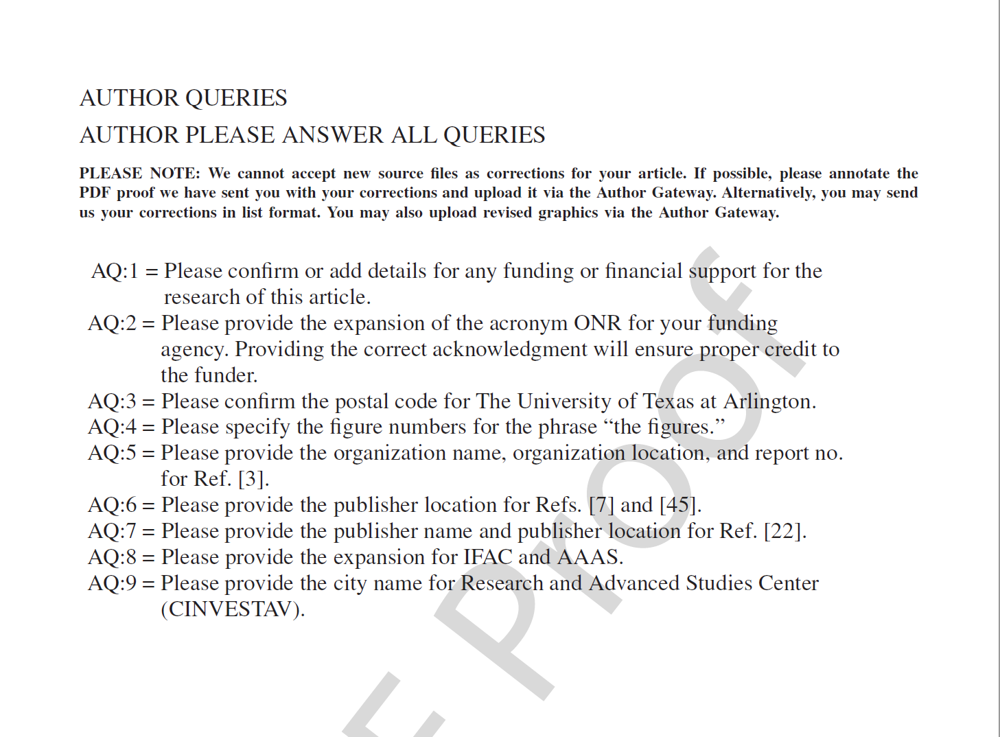 AUTHOR QUERIES
AUTHOR PLEASE ANSWER ALL QUERIES
PLEASE NOTE: We cannot accept new source files as corrections for your article. If possible, please annotate the
PDF proof we have sent you with your corrections and upload it via the Author Gateway. Alternatively, you may send
us your corrections in list format. You may also upload revised graphics via the Author Gateway.
AQ:1 = Please confirm or add details for any funding or financial support for the
research of this article.
AQ:2 = Please provide the expansion of the acronym ONR for your funding
agency. Providing the correct acknowledgment will ensure proper credit to
the funder.
AQ:3 = Please confirm the postal code for The University of Texas at Arlington.
AQ:4 = Please specify the figure numbers for the phrase “the figures.”
AQ:5 = Please provide the organization name, organization location, and report no.
for Ref. [3].
AQ:6 = Please provide the publisher location for Refs. [7] and [45].
AQ:7 = Please provide the publisher name and publisher location for Ref. [22].
AQ:8 = Please provide the expansion for IFAC and AAAS.
AQ:9 = Please provide the city name for Research and Advanced Studies Center
(CINVESTAV).
Proof